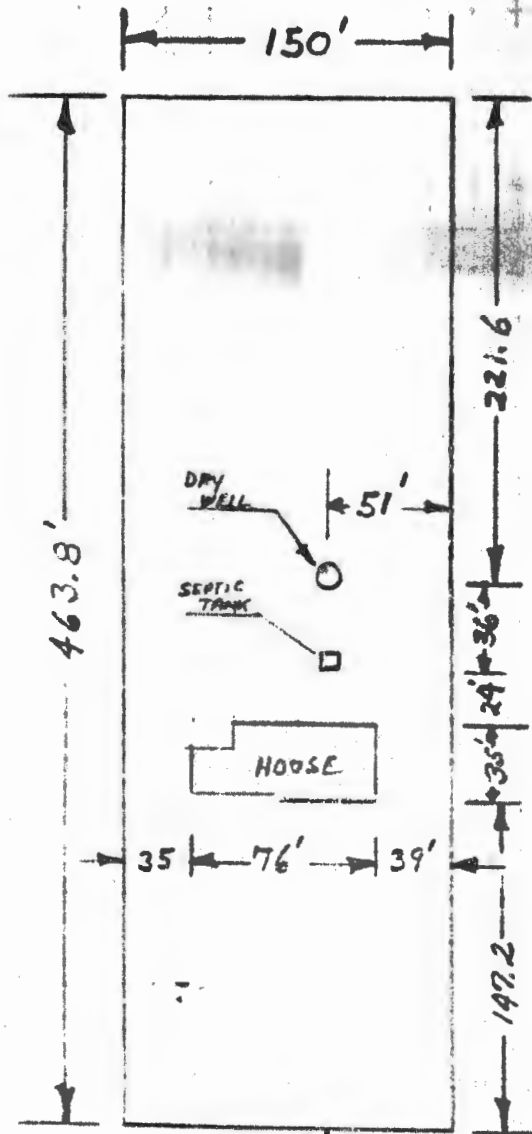 150'
463.8'
221.6
DRY
WELL
51'
SEPTIC
TANK
36'
24'
35'
HOUSE
35
76'
39'
147.2